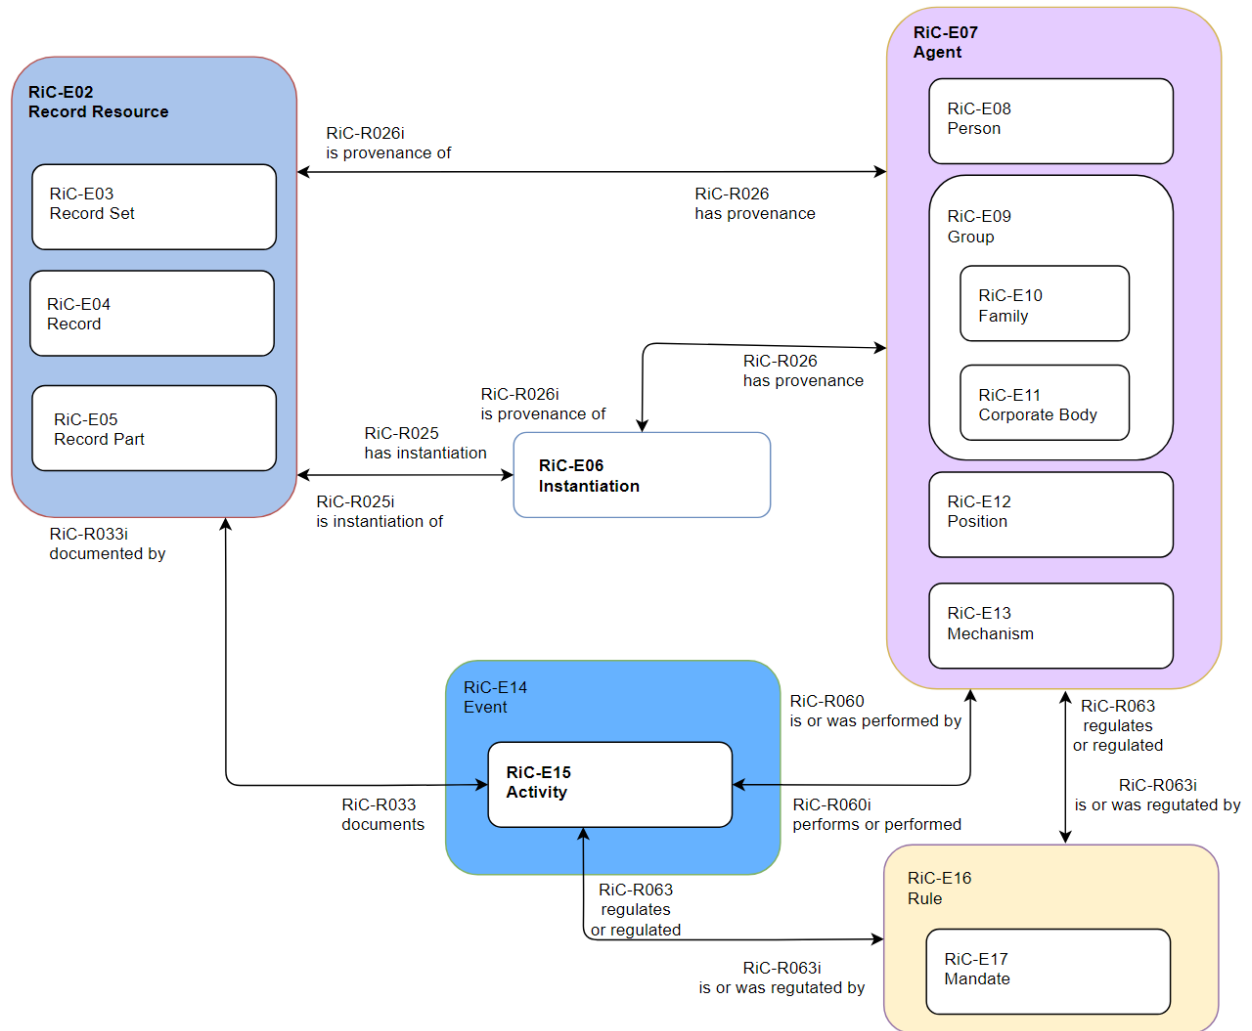 RiC-E07
Agent
RiC-E02
Record Resource
RiC-E08
Person
RiC-R026i
is provenance of
RiC-E03
Record Set
RiC-R026
has provenance
RiC-E09
Group
RiC-E04
Record
RiC-E10
Family
RiC-R026
has provenance
RiC-R026i
is provenance of
RiC-E11
Corporate Body
RiC-E05
Record Part
RiC-R025
has instantiation
RiC-E06
Instantiation
RiC-R025i
is instantiation of
RiC-E12
Position
RiC-R033i
documented by
RiC-E13
Mechanism
RiC-E14
Event
RiC-R060
is or was performed by
RiC-R063
regulates
or regulated
RiC-E15
Activity
RiC-R063i
is or was regutated by
RiC-R033
documents
RiC-R060i
performs or performed
RiC-E16
Rule
RiC-R063
regulates
or regulated
RiC-E17
Mandate
RiC-R063i
is or was regutated by